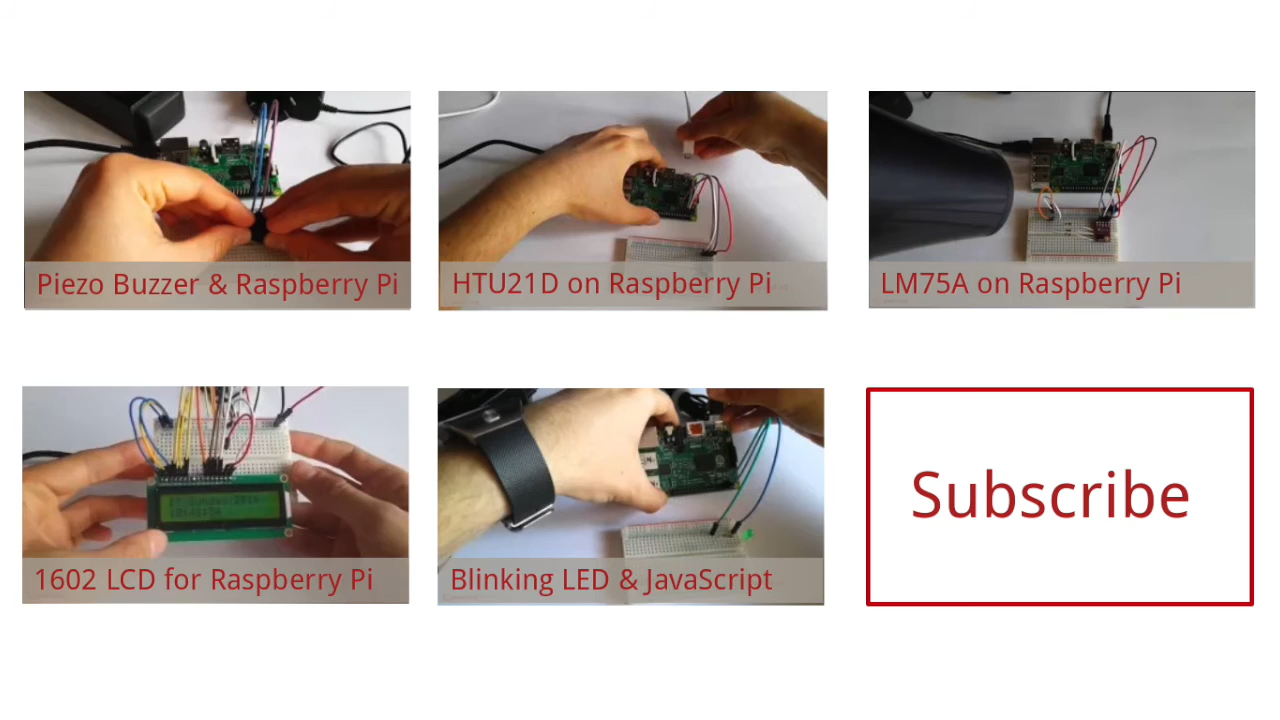 Piezo Buzzer & Raspberry Pi
HTU21D on Raspberry Pi
LM75A on Raspberry Pi
1602 LCD for Raspberry Pi
Blinking LED & JavaScript
Subscribe